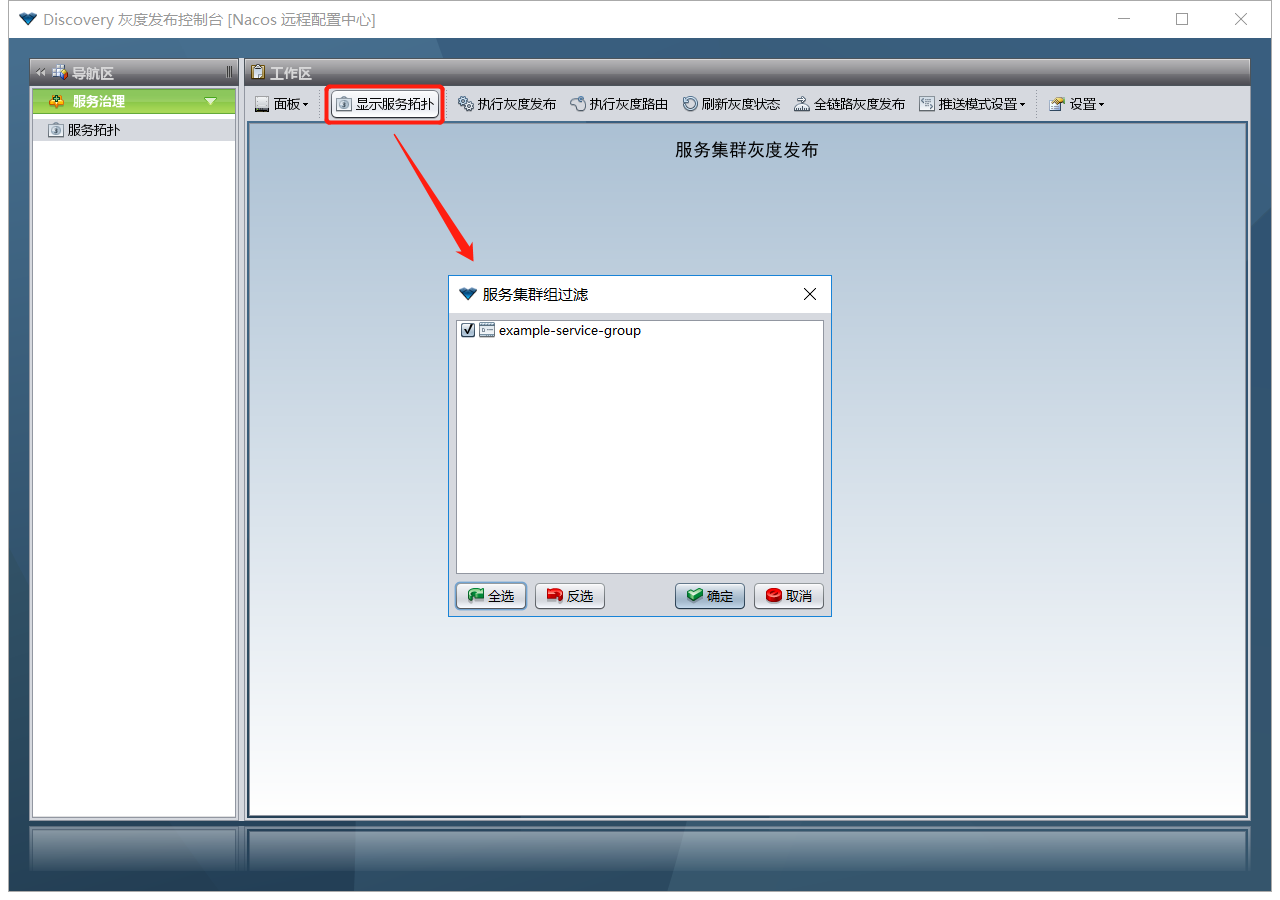 Discovery 灰度发布控制台 [Nacos 远程配置中心]
导航区
工作区
服务治理
服务拓扑
面板 显示服务拓扑 执行灰度发布 执行灰度路由 刷新灰度状态 全链路灰度发布 推送模式设置 设置
服务集群灰度发布
服务集群组过滤
example-service-group
全选 反选 确定 取消